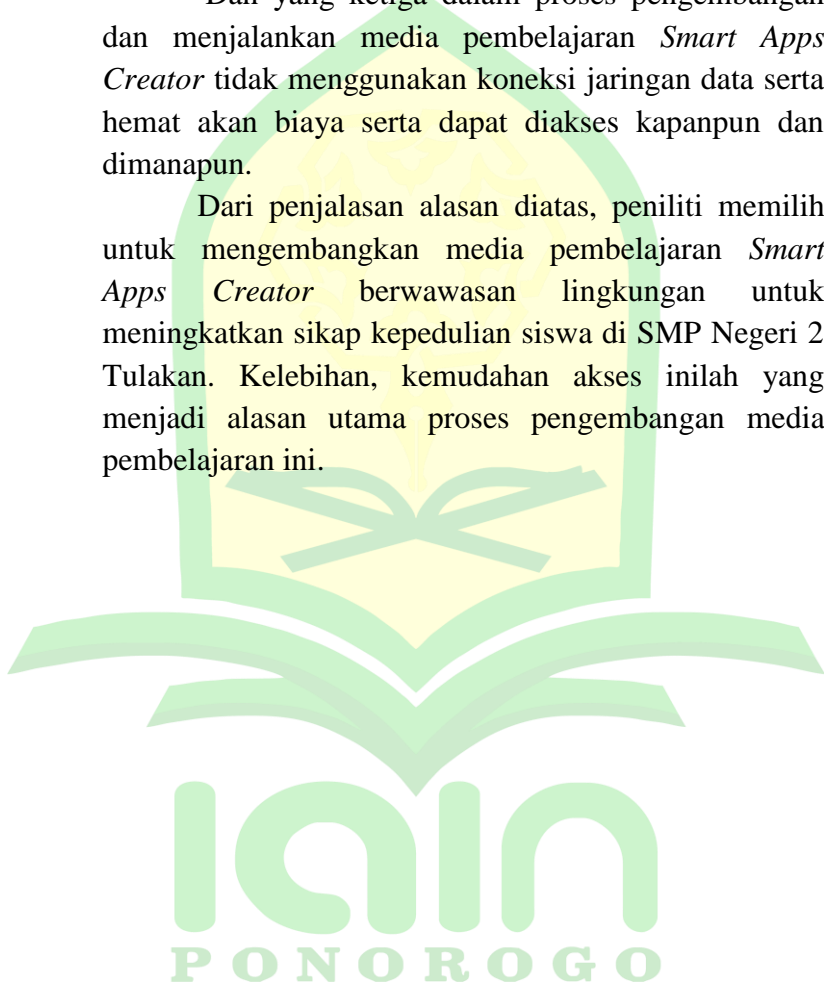 Dan yang ketiga dalam proses pengembangan
dan menjalankan media pembelajaran Smart Apps
Creator tidak menggunakan koneksi jaringan data serta
hemat akan biaya serta dapat diakses kapanpun dan
dimanapun.
Dari penjalasan alasan diatas, peniliti memilih
untuk mengembangkan media pembelajaran Smart
Apps Creator berwawasan lingkungan untuk
meningkatkan sikap kepedulian siswa di SMP Negeri 2
Tulakan. Kelebihan, kemudahan akses inilah yang
menjadi alasan utama proses pengembangan media
pembelajaran ini.
iain
PONOROGO